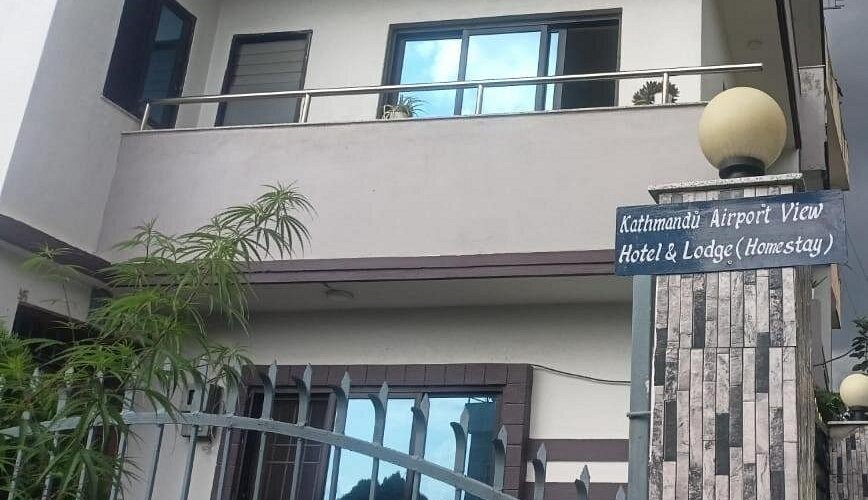 Kathmandu Airport View
Hotel & Lodge (Homestay)